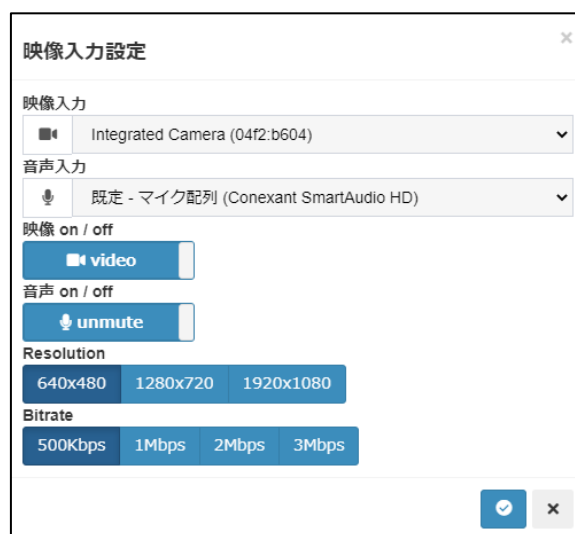 映像入力設定
映像入力
Integrated Camera (04f2:b604)
音声入力
既定 - マイク配列 (Conexant SmartAudio HD)
映像 on / off
video
音声 on / off
unmute
Resolution
640x480 1280x720 1920x1080
Bitrate
500Kbps 1Mbps 2Mbps 3Mbps